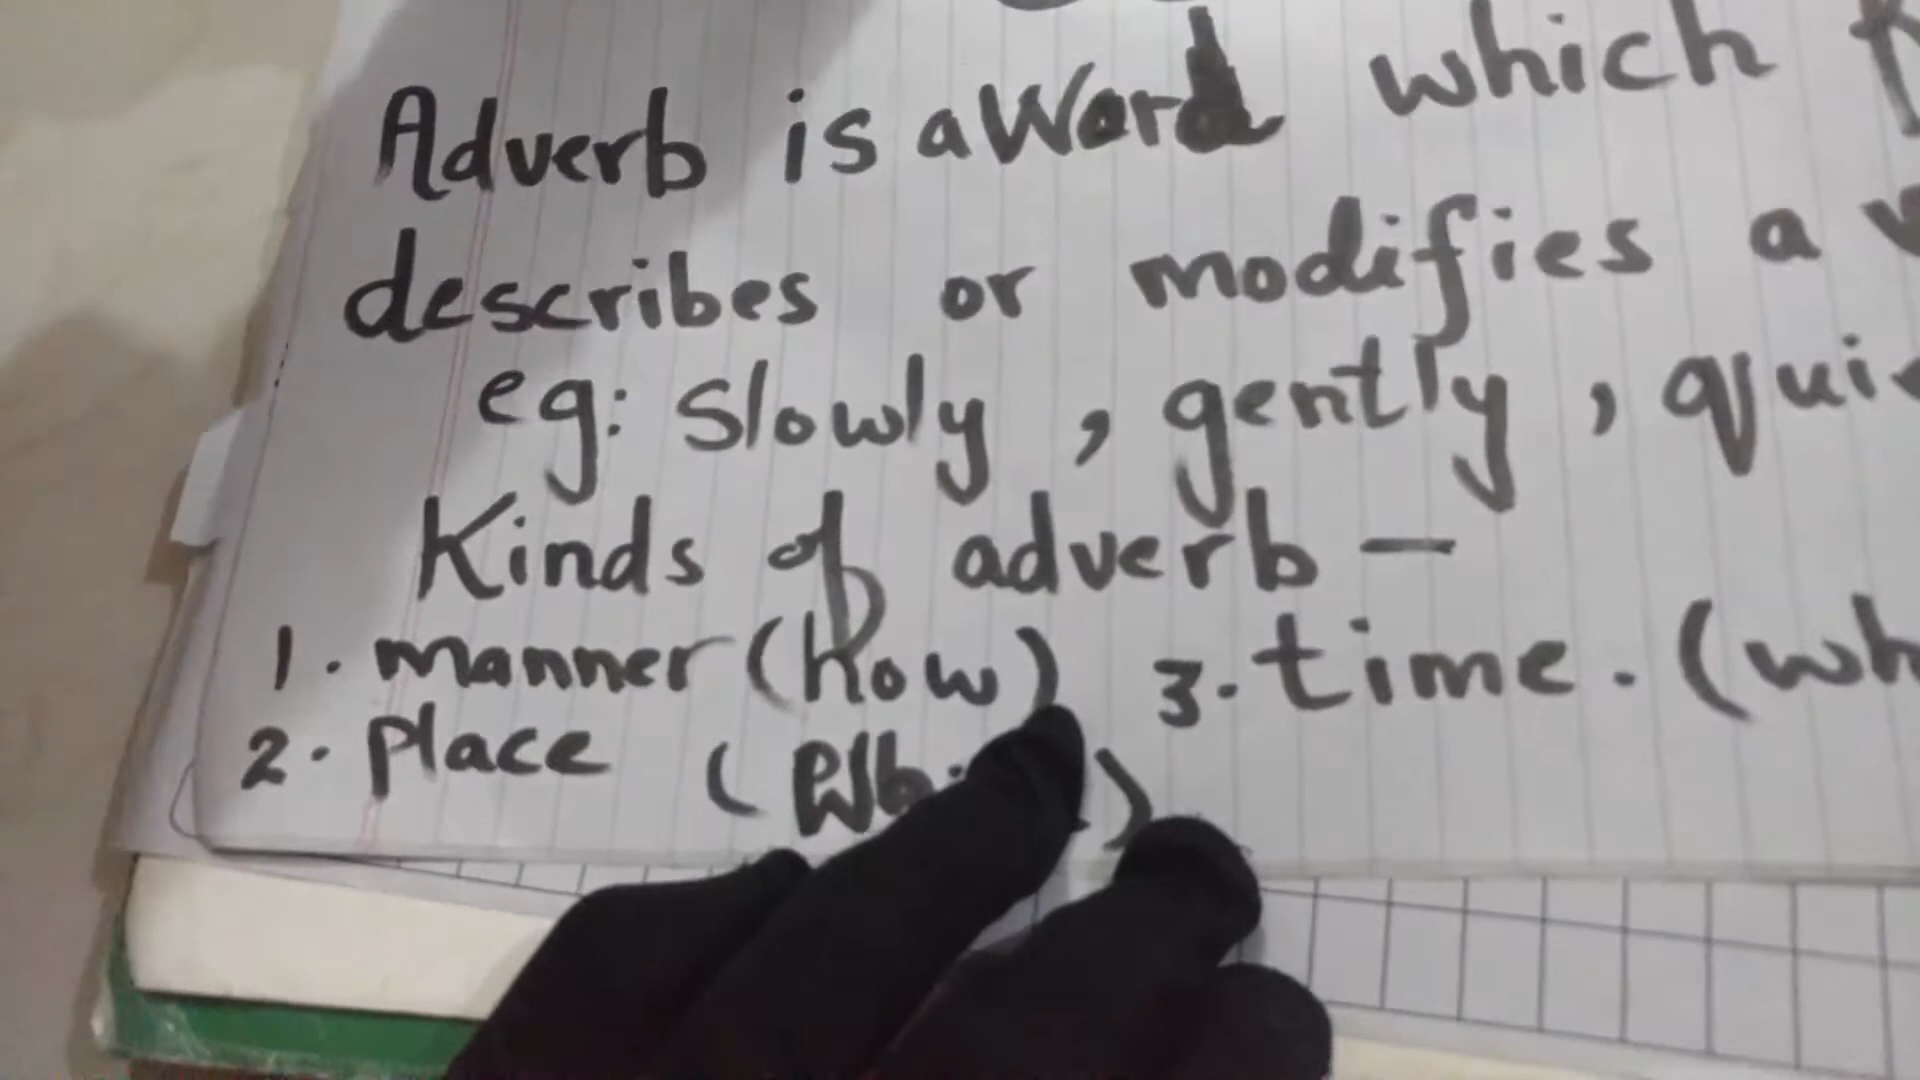 Adverb is a Word which
describes or modifies a
eg: Slowly, gently,
Kinds of adverb –
1. manner (how) 3. time. (
2. place (